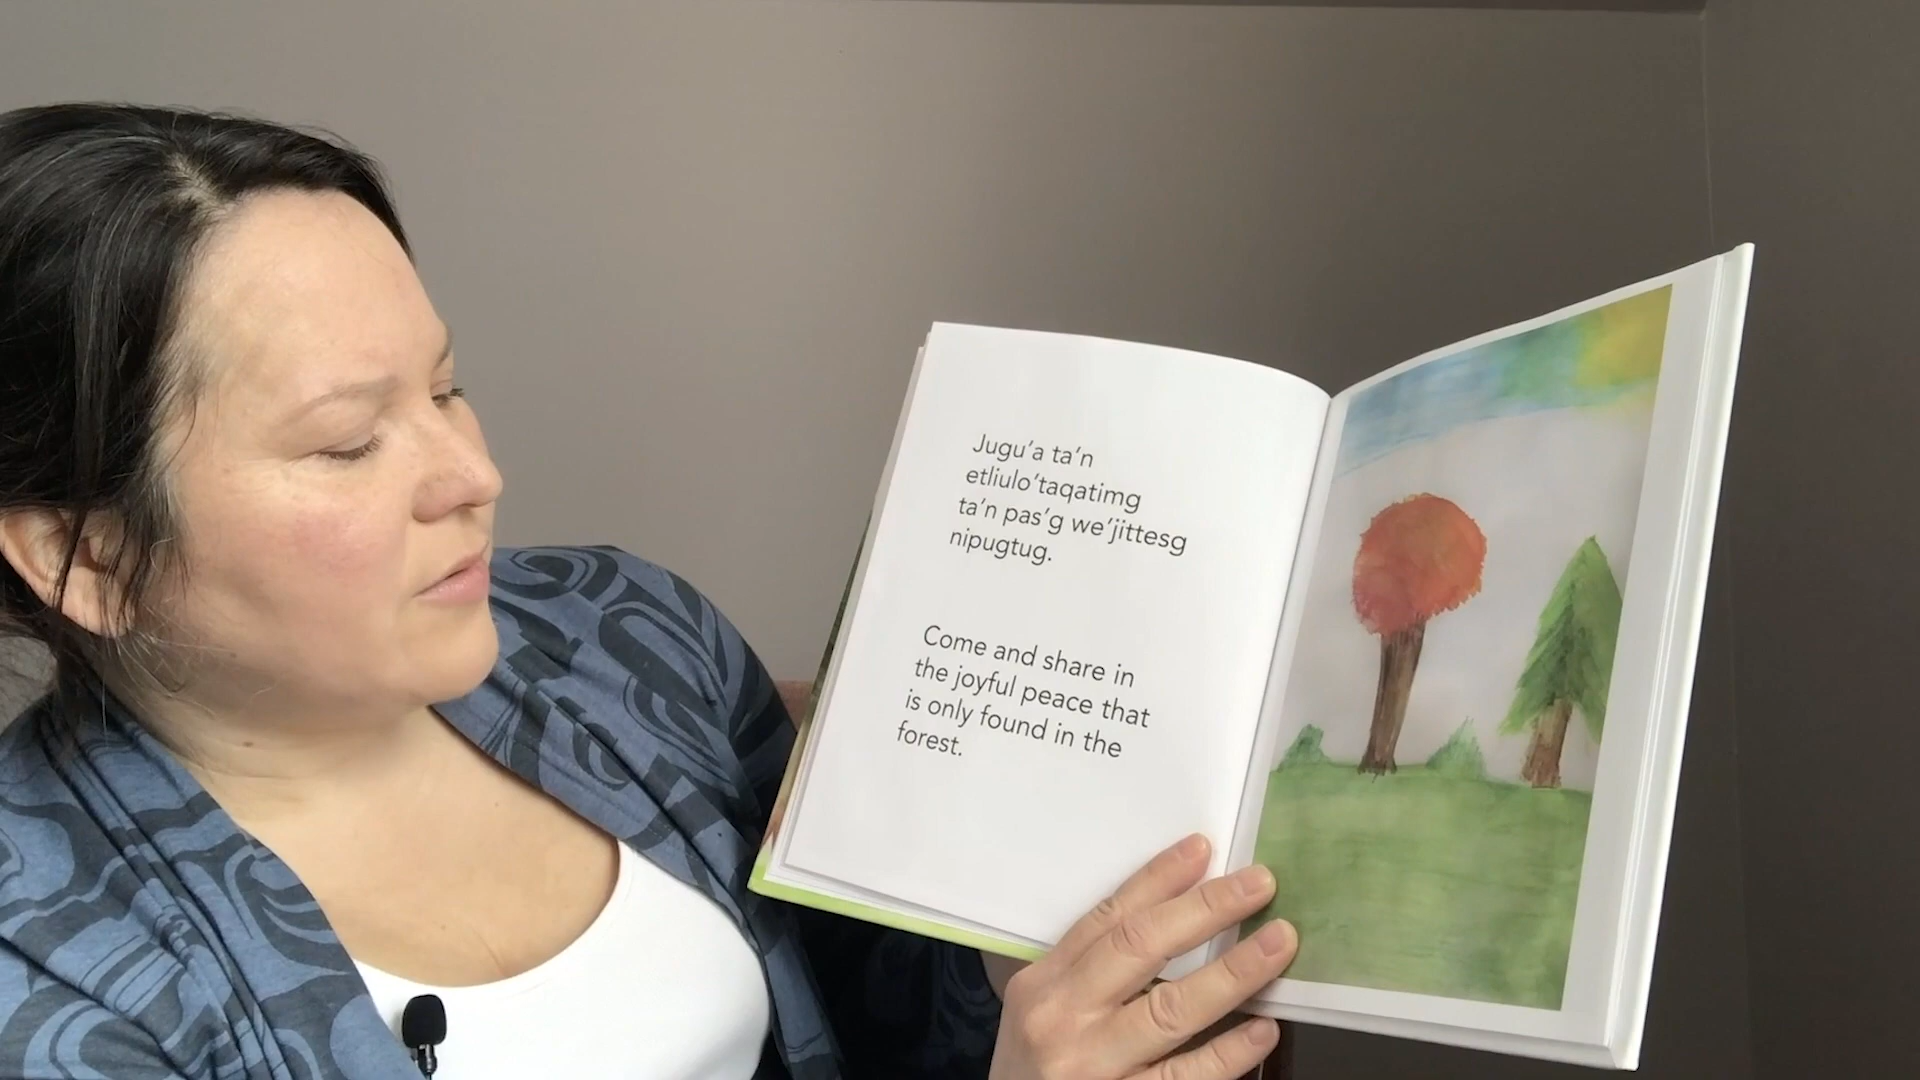 Jugu'a ta'n
etliulo'taqatimg
ta'n pas'g we'jittesg
nipugtug.
Come and share in
the joyful peace that
is only found in the
forest.